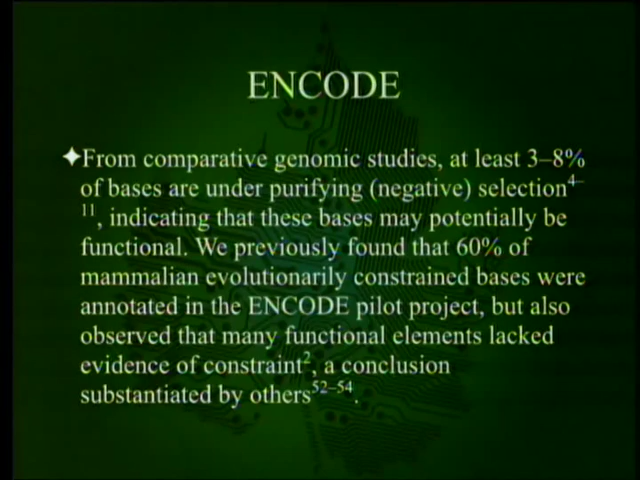 ENCODE
✦From comparative genomic studies, at least 3–8%
of bases are under purifying (negative) selection⁴⁻
¹¹, indicating that these bases may potentially be
functional. We previously found that 60% of
mammalian evolutionarily constrained bases were
annotated in the ENCODE pilot project, but also
observed that many functional elements lacked
evidence of constraint², a conclusion
substantiated by others⁵²⁻⁵⁴.